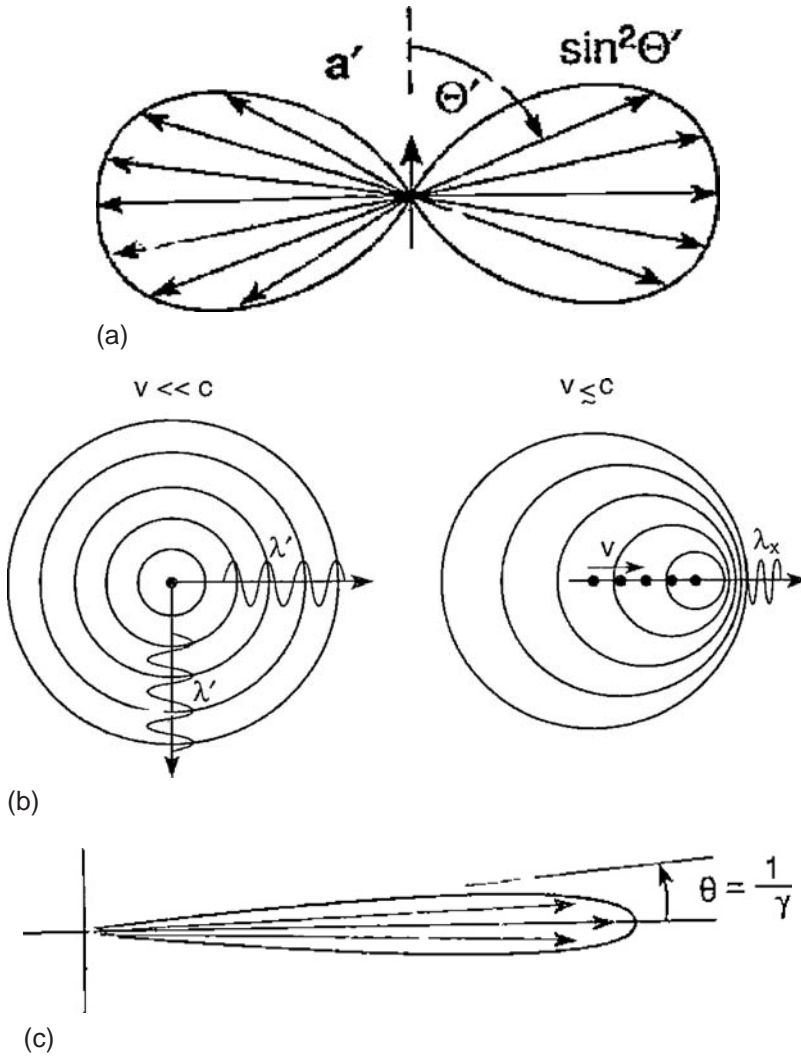 a′
Θ′
sin²Θ′
(a)
v << c
v ≲ c
λ′
λ′
v
λₓ
(b)
θ = 1/γ
(c)